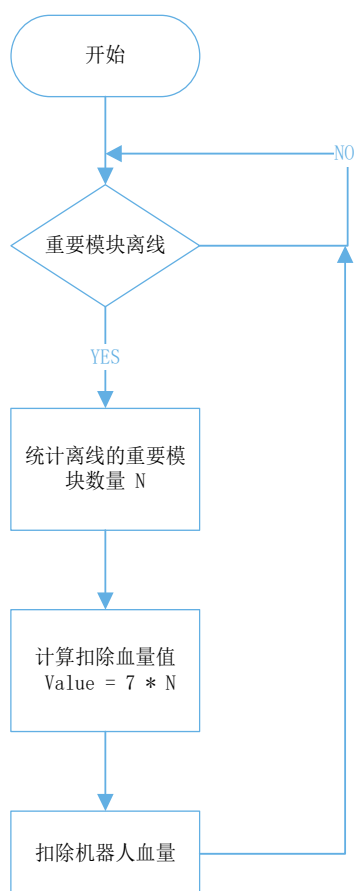 开始
NO
重要模块离线
YES
统计离线的重要模
块数量 N
计算扣除血量值
Value = 7 * N
扣除机器人血量